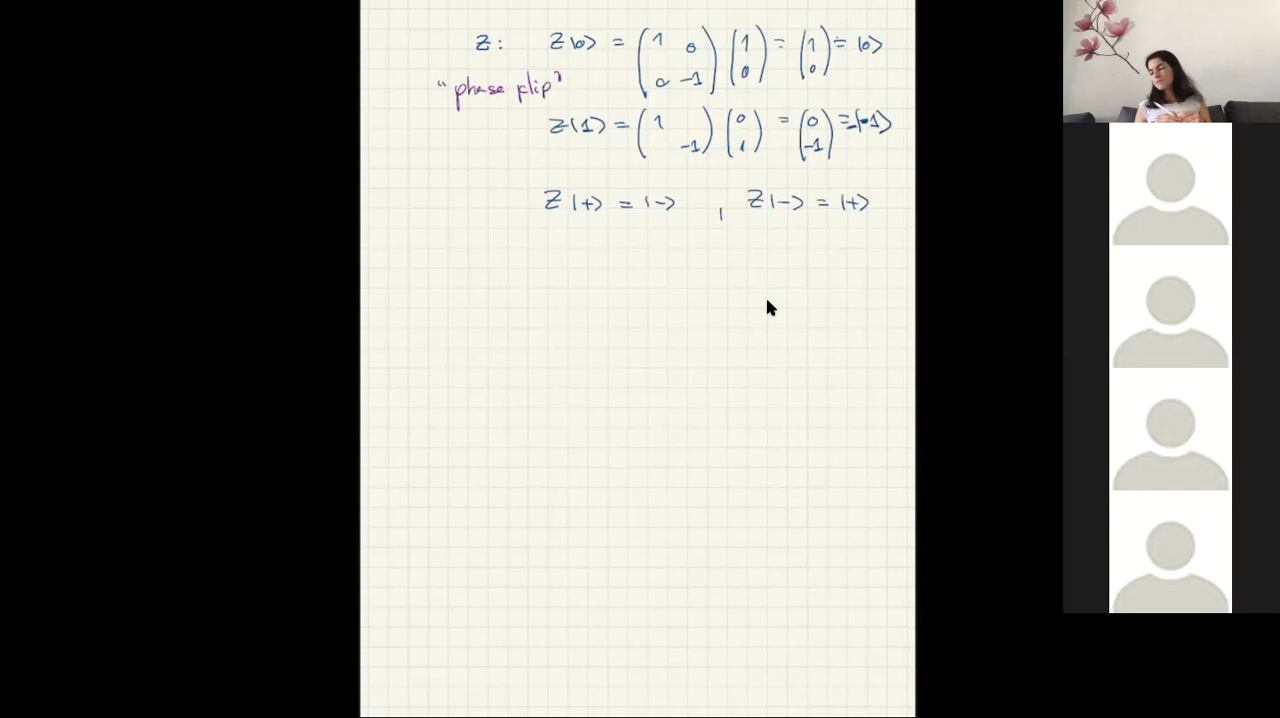 Z : Z|0> = (1 0 0 -1) (1 0) = (1 0) = |0>
"phase flip"
Z|1> = (1 -1) (0 1) = (0 -1) = -|1>
Z|+> = |-> , Z|-> = |+>